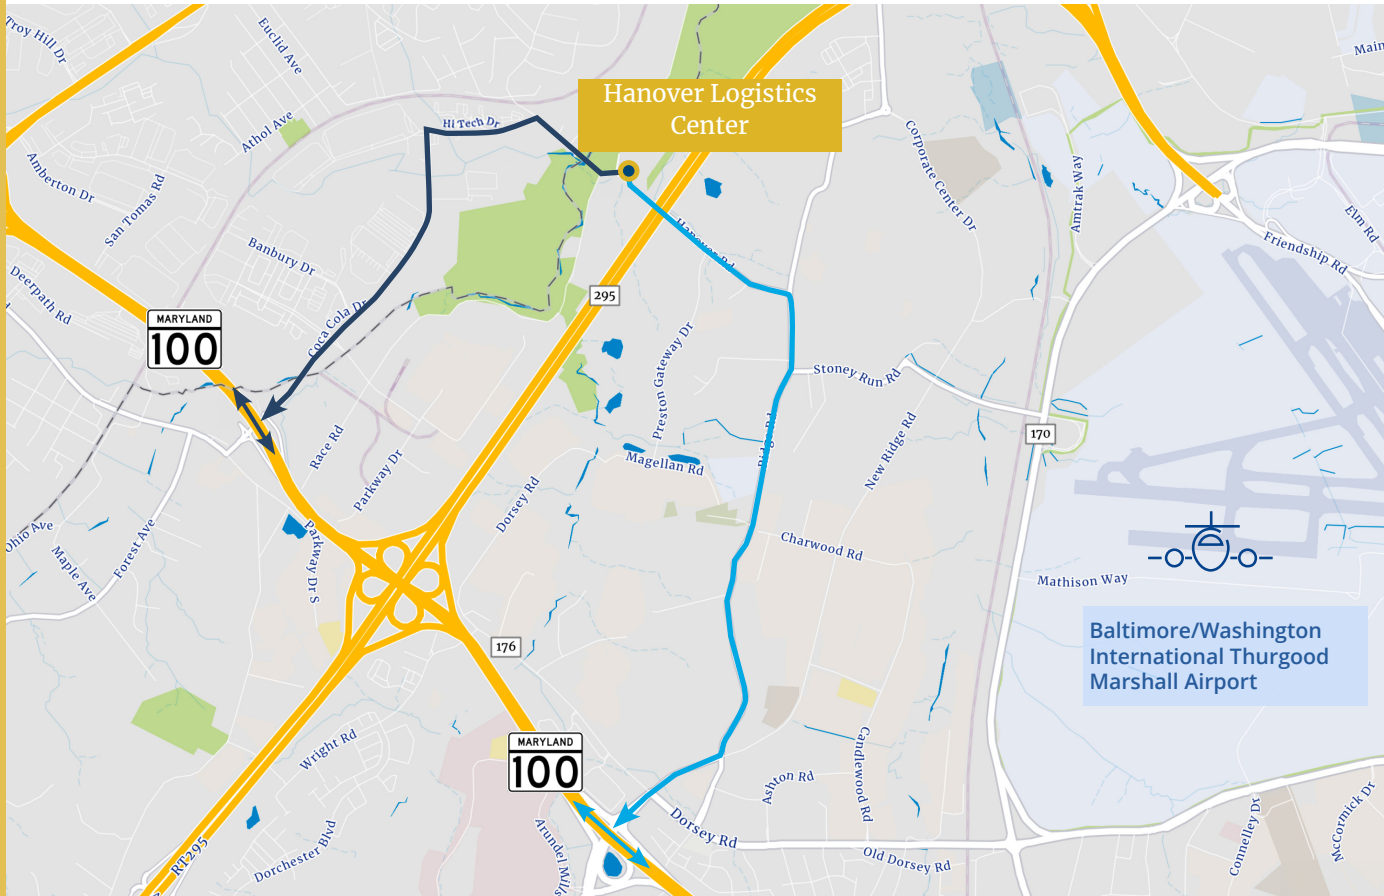 Troy Hill Dr
Euclid Ave
Main
Hanover Logistics
Center
Hi Tech Dr
Athol Ave
Corporate Center Dr
Amberton Dr
San Tomas Rd
Amtrak Way
Elm Rd
Banbury Dr
Hanover Rd
Friendship Rd
Deerpath Rd
295
MARYLAND
100
Coca Cola Dr
Preston Gateway Dr
Stoney Run Rd
Ridge Rd
New Ridge Rd
170
Race Rd
Parkway Dr
Magellan Rd
Dorsey Rd
Ohio Ave
Maple Ave
Forest Ave
Parkway Dr S
Charwood Rd
Mathison Way
Baltimore/Washington
International Thurgood
Marshall Airport
176
Wright Rd
MARYLAND
100
Candlewood Rd
Ashton Rd
RT295
Dorchester Blvd
Arundel Mills
Dorsey Rd
Old Dorsey Rd
Connelley Dr
McCormick Dr